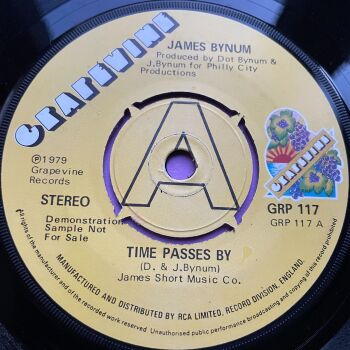 GRAPEVINE
JAMES BYNUM
Produced by Dot Bynum &
J.Bynum for Philly City
Productions
℗1979
Grapevine
Records
STEREO
Demonstration
Sample Not
For Sale
A
GRAPEVINE
GRP 117
GRP 117 A
TIME PASSES BY
(D. & J.Bynum)
James Short Music Co.
MANUFACTURED AND DISTRIBUTED BY RCA LIMITED, RECORD DIVISION, ENGLAND.
All rights of the manufacturer and of the owner of the recorded work reserved. Unauthorised public performance, broadcasting and copying of this record prohibited.